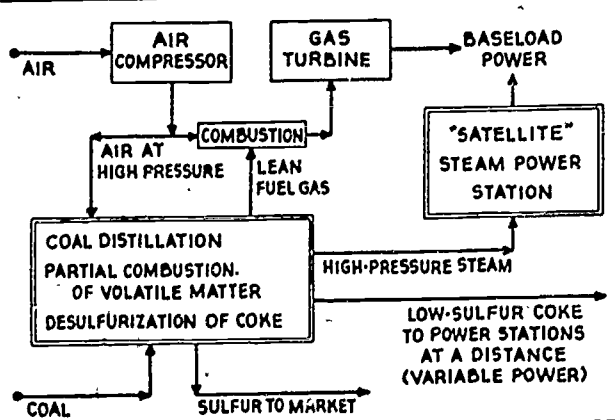 AIR
COMPRESSOR
GAS
TURBINE
BASELOAD
POWER
AIR
COMBUSTION
AIR AT
HIGH PRESSURE
LEAN
FUEL GAS
"SATELLITE"
STEAM POWER
STATION
COAL DISTILLATION
PARTIAL COMBUSTION.
OF VOLATILE MATTER
DESULFURIZATION OF COKE
HIGH-PRESSURE STEAM
LOW-SULFUR COKE
TO POWER STATIONS
AT A DISTANCE
(VARIABLE POWER)
COAL
SULFUR TO MARKET